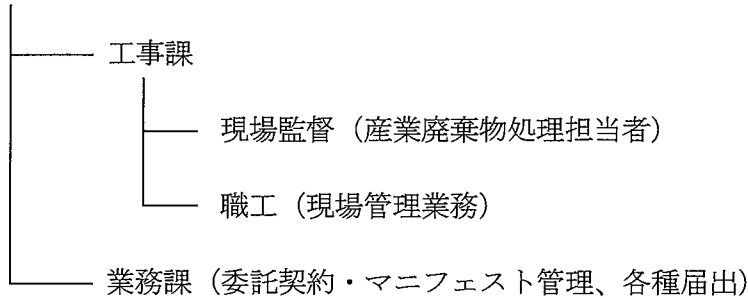 工事課
現場監督（産業廃棄物処理担当者）
職工（現場管理業務）
業務課（委託契約・マニフェスト管理、各種届出）